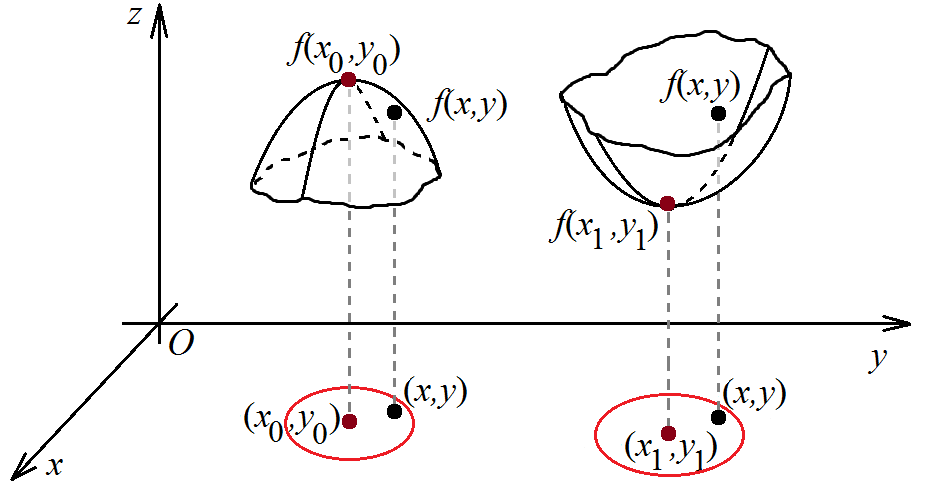 z
f(x₀,y₀)
f(x,y)
f(x,y)
f(x₁,y₁)
O
y
(x,y)
(x,y)
(x₀,y₀)
(x₁,y₁)
x